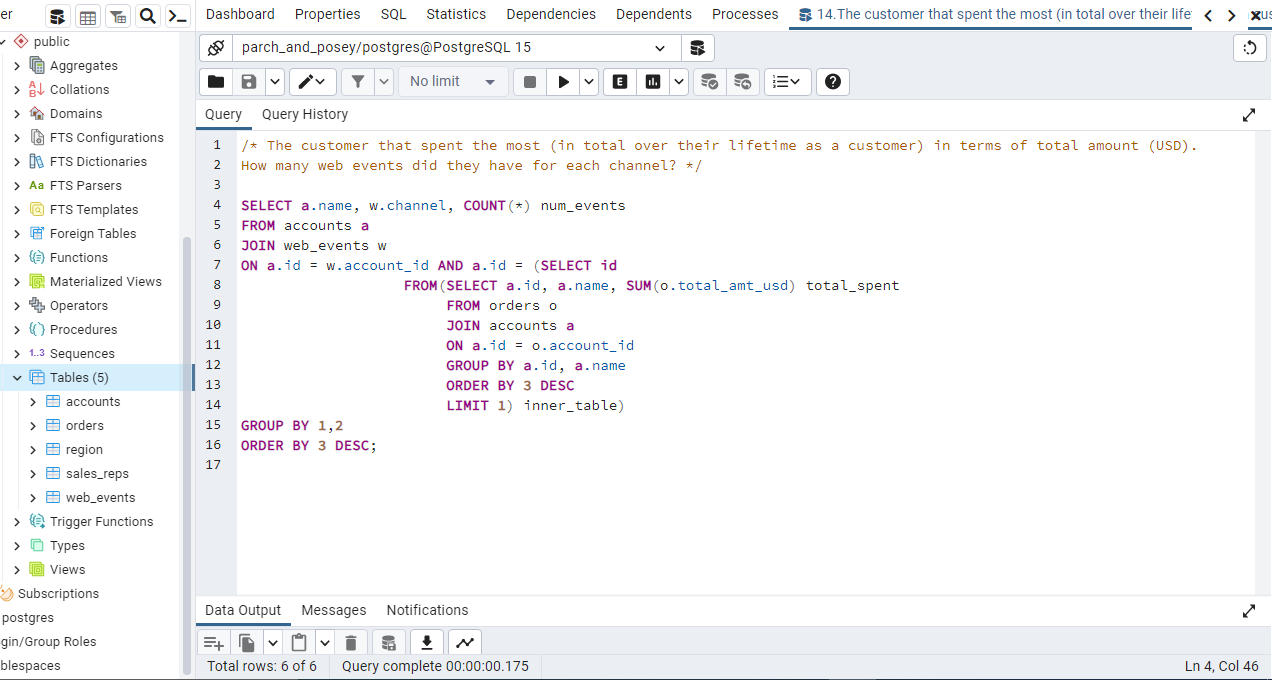 er
Dashboard Properties SQL Statistics Dependencies Dependents Processes 14.The customer that spent the most (in total over their life
public
Aggregates
Collations
Domains
FTS Configurations
FTS Dictionaries
Aa FTS Parsers
FTS Templates
Foreign Tables
Functions
Materialized Views
Operators
Procedures
1..3 Sequences
Tables (5)
accounts
orders
region
sales_reps
web_events
Trigger Functions
Types
Views
Subscriptions
postgres
gin/Group Roles
blespaces
parch_and_posey/postgres@PostgreSQL 15
No limit
E
Query Query History
1 /* The customer that spent the most (in total over their lifetime as a customer) in terms of total amount (USD).
2 How many web events did they have for each channel? */
3
4 SELECT a.name, w.channel, COUNT(*) num_events
5 FROM accounts a
6 JOIN web_events w
7 ON a.id = w.account_id AND a.id = (SELECT id
8 FROM(SELECT a.id, a.name, SUM(o.total_amt_usd) total_spent
9 FROM orders o
10 JOIN accounts a
11 ON a.id = o.account_id
12 GROUP BY a.id, a.name
13 ORDER BY 3 DESC
14 LIMIT 1) inner_table)
15 GROUP BY 1,2
16 ORDER BY 3 DESC;
17
Data Output Messages Notifications
Total rows: 6 of 6 Query complete 00:00:00.175 Ln 4, Col 46